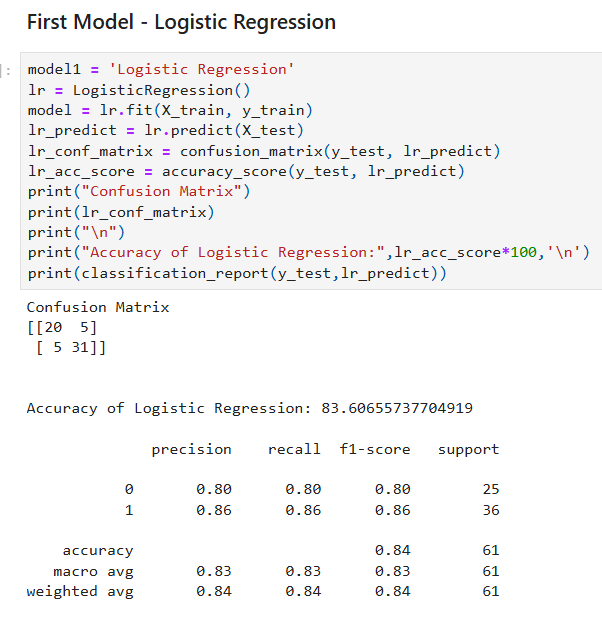 First Model - Logistic Regression
]:
model1 = 'Logistic Regression'
lr = LogisticRegression()
model = lr.fit(X_train, y_train)
lr_predict = lr.predict(X_test)
lr_conf_matrix = confusion_matrix(y_test, lr_predict)
lr_acc_score = accuracy_score(y_test, lr_predict)
print("Confusion Matrix")
print(lr_conf_matrix)
print("\n")
print("Accuracy of Logistic Regression:",lr_acc_score*100,'\n')
print(classification_report(y_test,lr_predict))
Confusion Matrix
[[20  5]
 [ 5 31]]
Accuracy of Logistic Regression: 83.60655737704919
              precision    recall  f1-score   support
           0       0.80      0.80      0.80        25
           1       0.86      0.86      0.86        36
    accuracy                           0.84        61
   macro avg       0.83      0.83      0.83        61
weighted avg       0.84      0.84      0.84        61